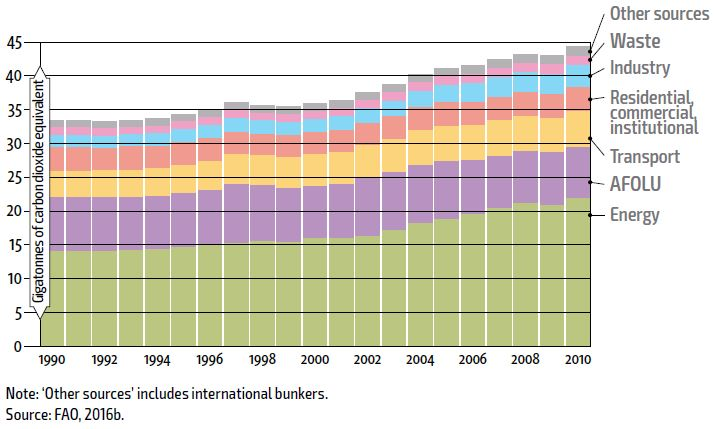 Other sources
Waste
Industry
Residential,
commercial,
institutional
Transport
AFOLU
Energy
Gigatonnes of carbon dioxide equivalent
45
40
35
30
25
20
15
10
5
0
1990 1992 1994 1996 1998 2000 2002 2004 2006 2008 2010
Note: ‘Other sources’ includes international bunkers.
Source: FAO, 2016b.